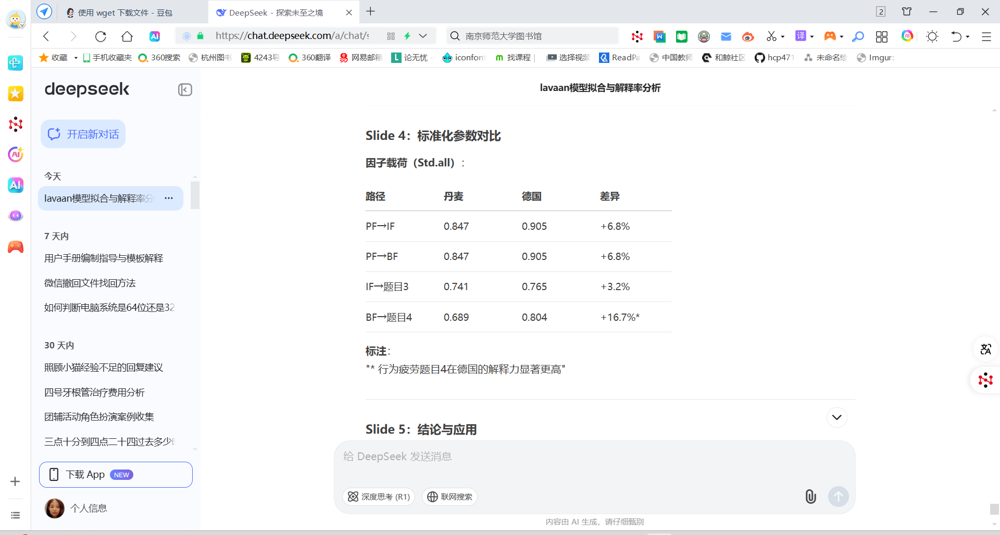 使用 wget 下载文件 - 豆包
DeepSeek - 探索未至之境
2
AI
https://chat.deepseek.com/a/chat/s
南京师范大学图书馆
译
收藏
手机收藏夹
360搜索
杭州图书
4243导
360翻译
网易邮箱
论无忧 -
iconfont
找课程 |
选择视频
ReadPa
中国教师
和鲸社区
hcp471
未命名绘
Imgur:
deepseek
开启新对话
今天
lavaan模型拟合与解释率分
7 天内
用户手册编制指导与模板解释
微信撤回文件找回方法
如何判断电脑系统是64位还是32
30 天内
照顾小猫经验不足的回复建议
四号牙根管治疗费用分析
团辅活动角色扮演案例收集
三点十分到四点二十四过去多少时
下载 App NEW
个人信息
lavaan模型拟合与解释率分析
Slide 4：标准化参数对比
因子载荷（Std.all）:
路径 丹麦 德国 差异
PF→IF 0.847 0.905 +6.8%
PF→BF 0.847 0.905 +6.8%
IF→题目3 0.741 0.765 +3.2%
BF→题目4 0.689 0.804 +16.7%*
标注:
"* 行为疲劳题目4在德国的解释力显著更高"
Slide 5：结论与应用
给 DeepSeek 发送消息
深度思考 (R1)
联网搜索
内容由 AI 生成，请仔细甄别